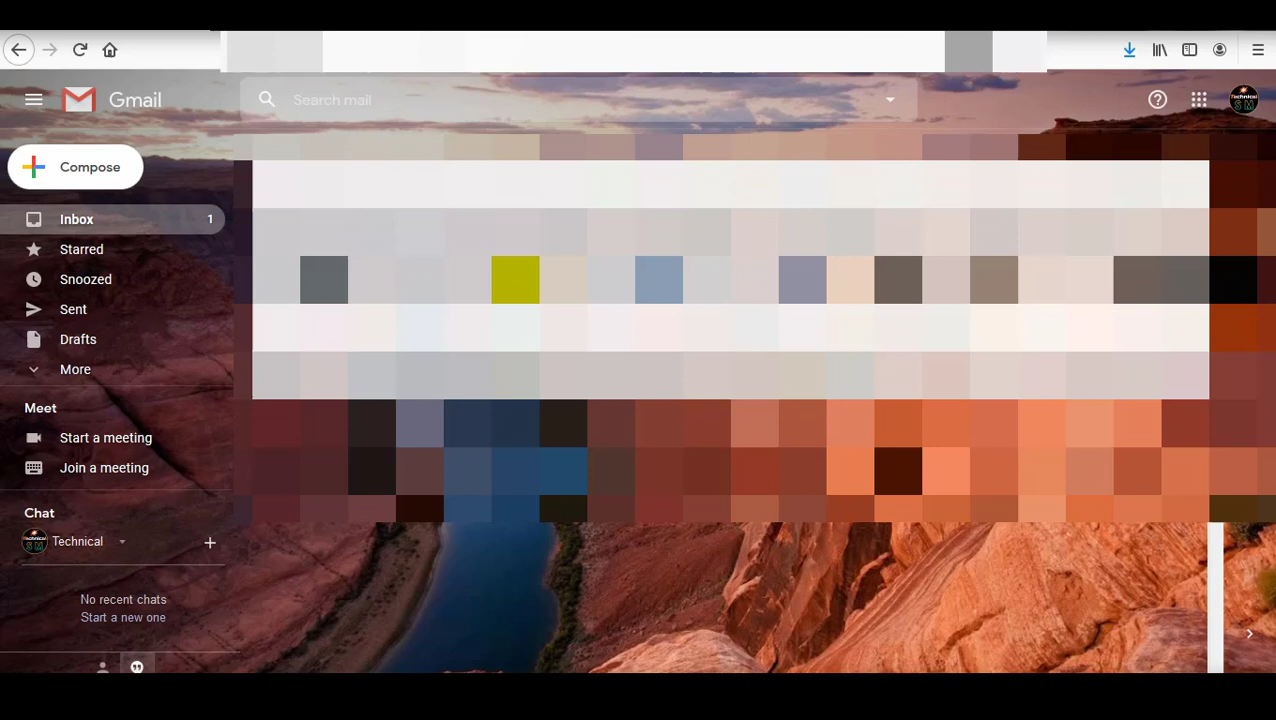 Gmail
Search mail
Compose
Inbox 1
Starred
Snoozed
Sent
Drafts
More
Meet
Start a meeting
Join a meeting
Chat
Technical
No recent chats
Start a new one
Technical
S M